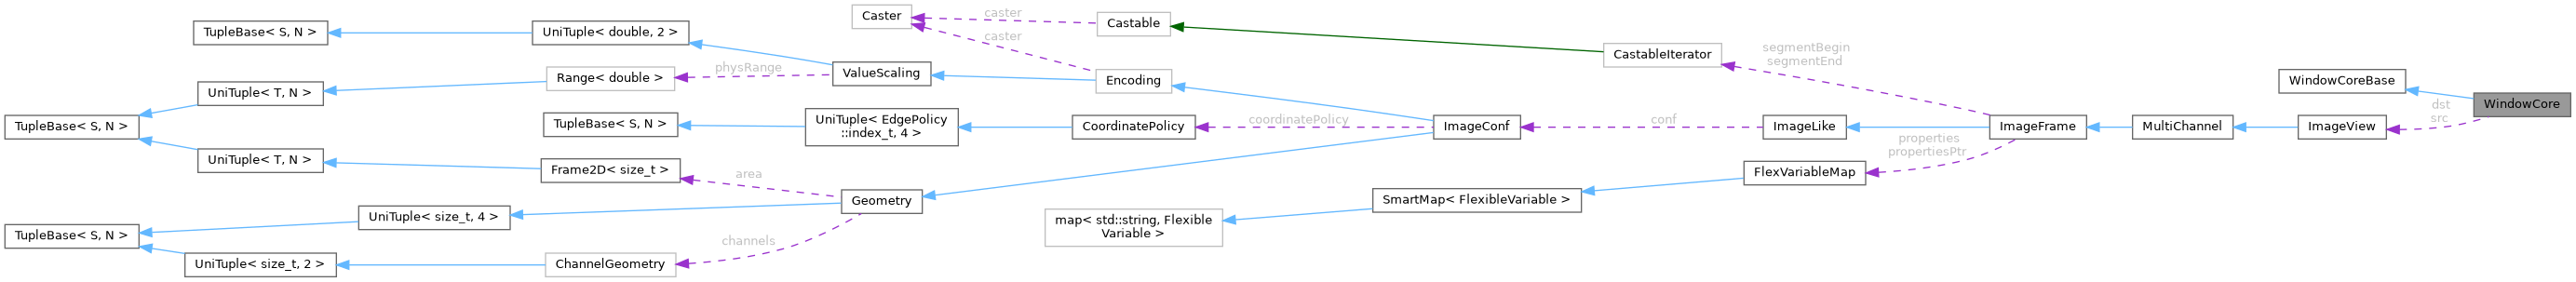 TupleBase< S, N >
UniTuple< double, 2 >
Caster
caster
Castable
caster
CastableIterator
segmentBegin
segmentEnd
UniTuple< T, N >
Range< double >
physRange
ValueScaling
Encoding
WindowCoreBase
dst
src
WindowCore
TupleBase< S, N >
TupleBase< S, N >
UniTuple< EdgePolicy
::index_t, 4 >
CoordinatePolicy
coordinatePolicy
ImageConf
conf
ImageLike
ImageFrame
MultiChannel
ImageView
UniTuple< T, N >
Frame2D< size_t >
area
properties
propertiesPtr
FlexVariableMap
Geometry
SmartMap< FlexibleVariable >
UniTuple< size_t, 4 >
map< std::string, Flexible
Variable >
TupleBase< S, N >
channels
UniTuple< size_t, 2 >
ChannelGeometry